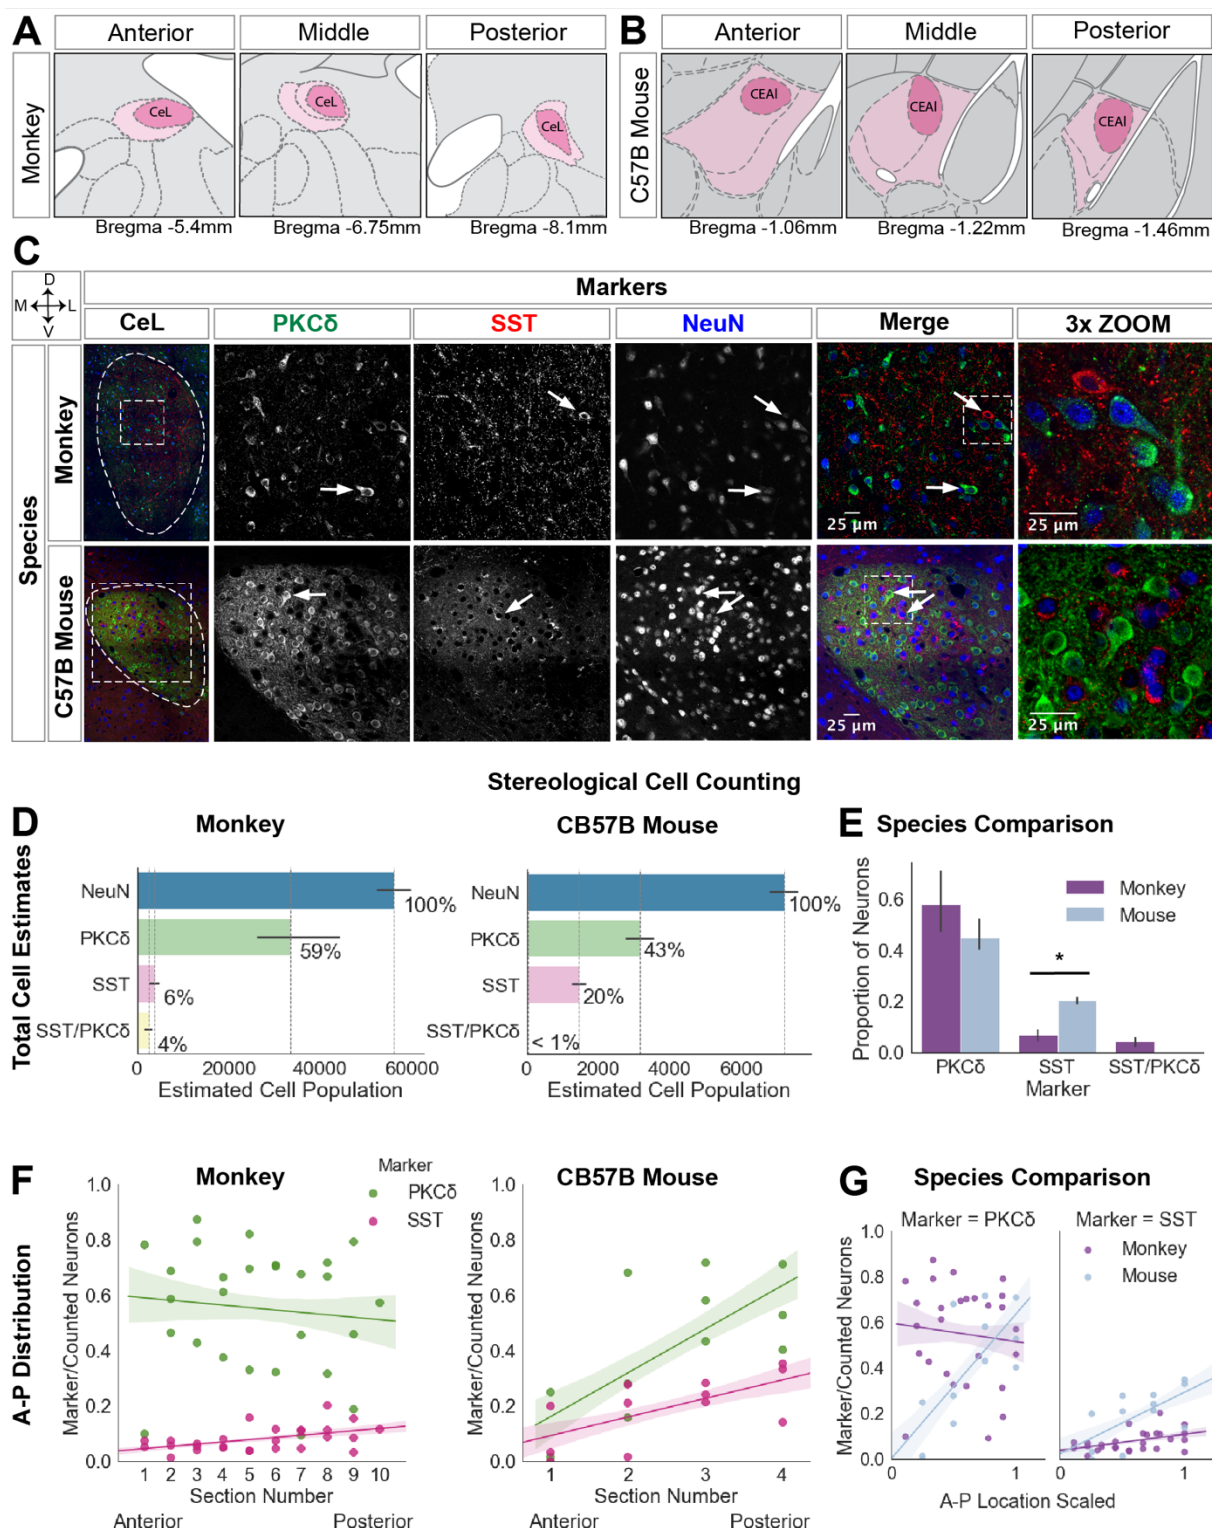 A
Anterior
Middle
Posterior
B
Anterior
Middle
Posterior
Monkey
CeL
CeL
CeL
C57B Mouse
CEAl
CEAl
CEAl
Bregma -5.4mm
Bregma -6.75mm
Bregma -8.1mm
Bregma -1.06mm
Bregma -1.22mm
Bregma -1.46mm
C
D
M
L
V
Markers
CeL
PKCδ
SST
NeuN
Merge
3x ZOOM
Species
Monkey
25 µm
25 µm
C57B Mouse
25 µm
25 µm
Stereological Cell Counting
D
Monkey
CB57B Mouse
E
Species Comparison
Total Cell Estimates
NeuN
100%
PKCδ
59%
SST
6%
SST/PKCδ
4%
0
20000
40000
60000
Estimated Cell Population
NeuN
100%
PKCδ
43%
SST
20%
SST/PKCδ
< 1%
0
2000
4000
6000
Estimated Cell Population
Proportion of Neurons
0.6
0.4
0.2
0.0
Monkey
Mouse
*
PKCδ
SST
SST/PKCδ
Marker
F
Monkey
Marker
PKCδ
SST
CB57B Mouse
G
Species Comparison
A-P Distribution
Marker/Counted Neurons
1.0
0.8
0.6
0.4
0.2
0.0
1
2
3
4
5
6
7
8
9
10
Section Number
Anterior
Posterior
1.0
0.8
0.6
0.4
0.2
0.0
1
2
3
4
Section Number
Anterior
Posterior
Marker = PKCδ
Marker = SST
Marker/Counted Neurons
1.0
0.8
0.6
0.4
0.2
0.0
Monkey
Mouse
0
1
0
1
A-P Location Scaled